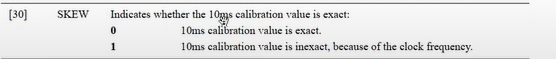 [30] SKEW Indicates whether the 10ms calibration value is exact:
0 10ms calibration value is exact.
1 10ms calibration value is inexact, because of the clock frequency.